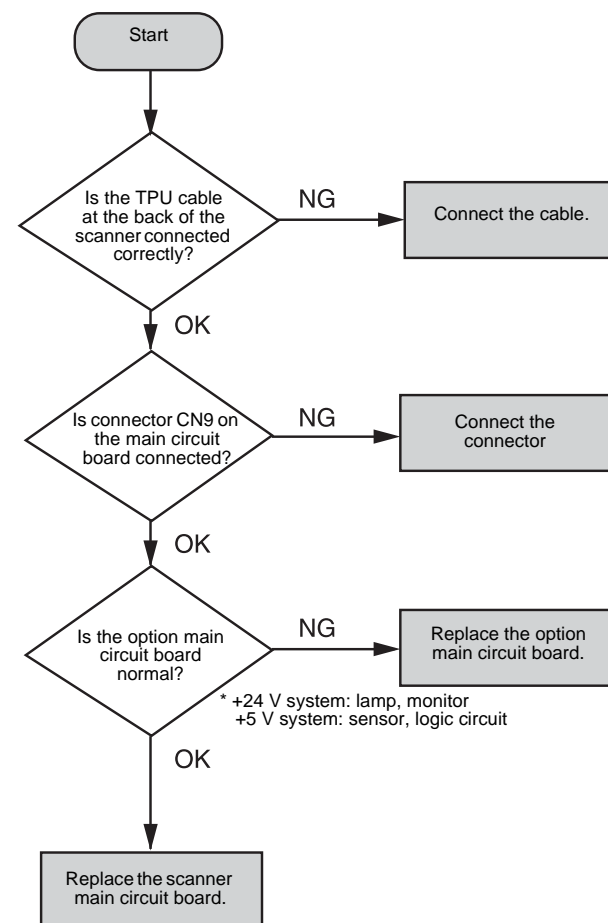 Start
Is the TPU cable
at the back of the
scanner connected
correctly?
NG
Connect the cable.
OK
Is connector CN9 on
the main circuit
board connected?
NG
Connect the
connector
OK
Is the option main
circuit board
normal?
NG
Replace the option
main circuit board.
* +24 V system: lamp, monitor
+5 V system: sensor, logic circuit
OK
Replace the scanner
main circuit board.